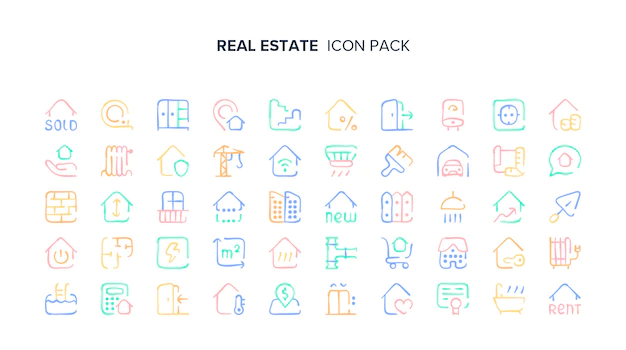 REAL ESTATE ICON PACK
SOLD
%
new
m²
$
RENT